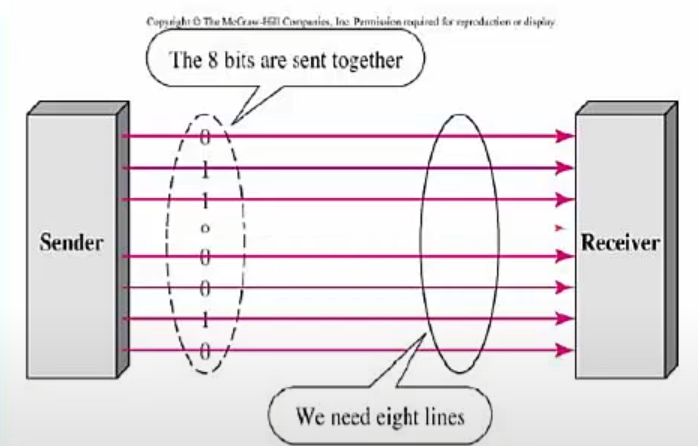 Copyright © The McGraw-Hill Companies, Inc. Permission required for reproduction or display
The 8 bits are sent together
0
1
1
0
0
0
1
0
Sender
Receiver
We need eight lines